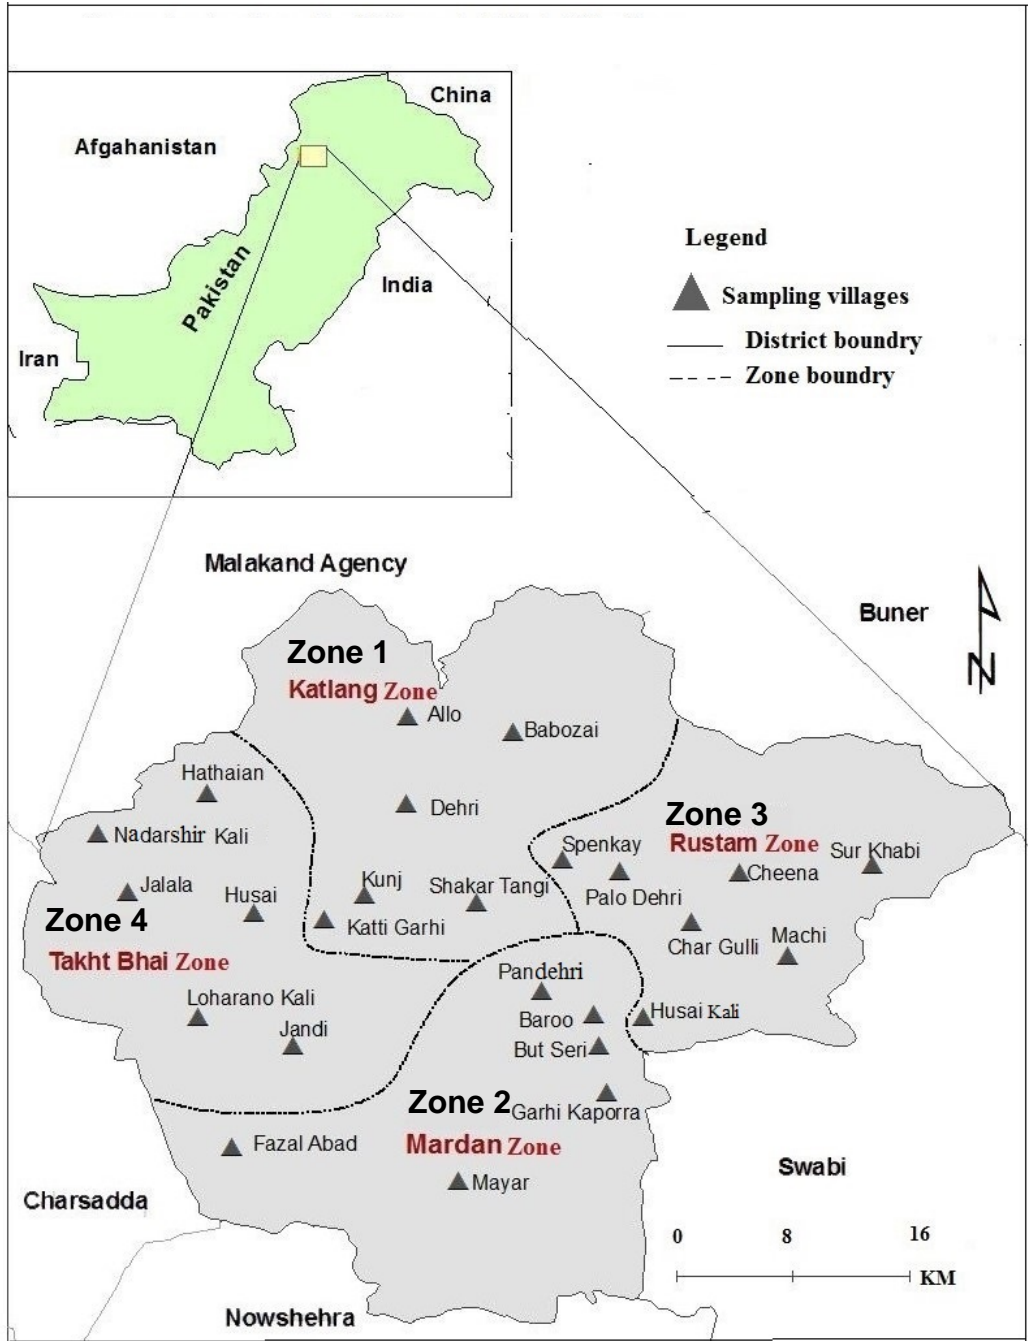 China
Afgahanistan
Pakistan
India
Iran
Legend
Sampling villages
District boundry
Zone boundry
Malakand Agency
Buner
N
Zone 1
Katlang Zone
Allo
Babozai
Hathaian
Dehri
Nadarshir Kali
Zone 3
Rustam Zone
Spenkay
Sur Khabi
Cheena
Palo Dehri
Kunj
Shakar Tangi
Jalala
Husai
Katti Garhi
Zone 4
Takht Bhai Zone
Char Gulli
Machi
Pandehri
Loharano Kali
Baroo
Husai Kali
Jandi
But Seri
Zone 2
Garhi Kaporra
Mardan Zone
Fazal Abad
Mayar
Swabi
Charsadda
0 8 16
KM
Nowshehra